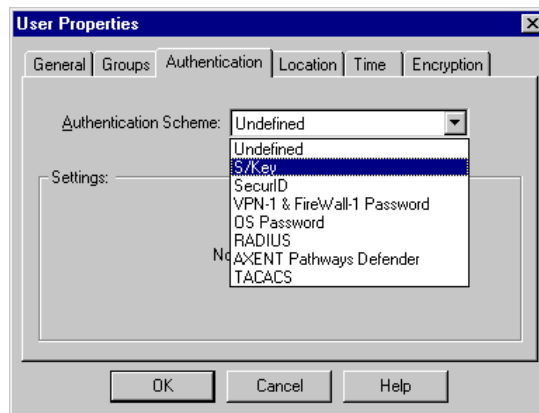 User Properties
General Groups Authentication Location Time Encryption
Authentication Scheme: Undefined
Undefined
S/Key
Settings:
SecurID
VPN-1 & FireWall-1 Password
OS Password
RADIUS
AXENT Pathways Defender
TACACS
OK Cancel Help